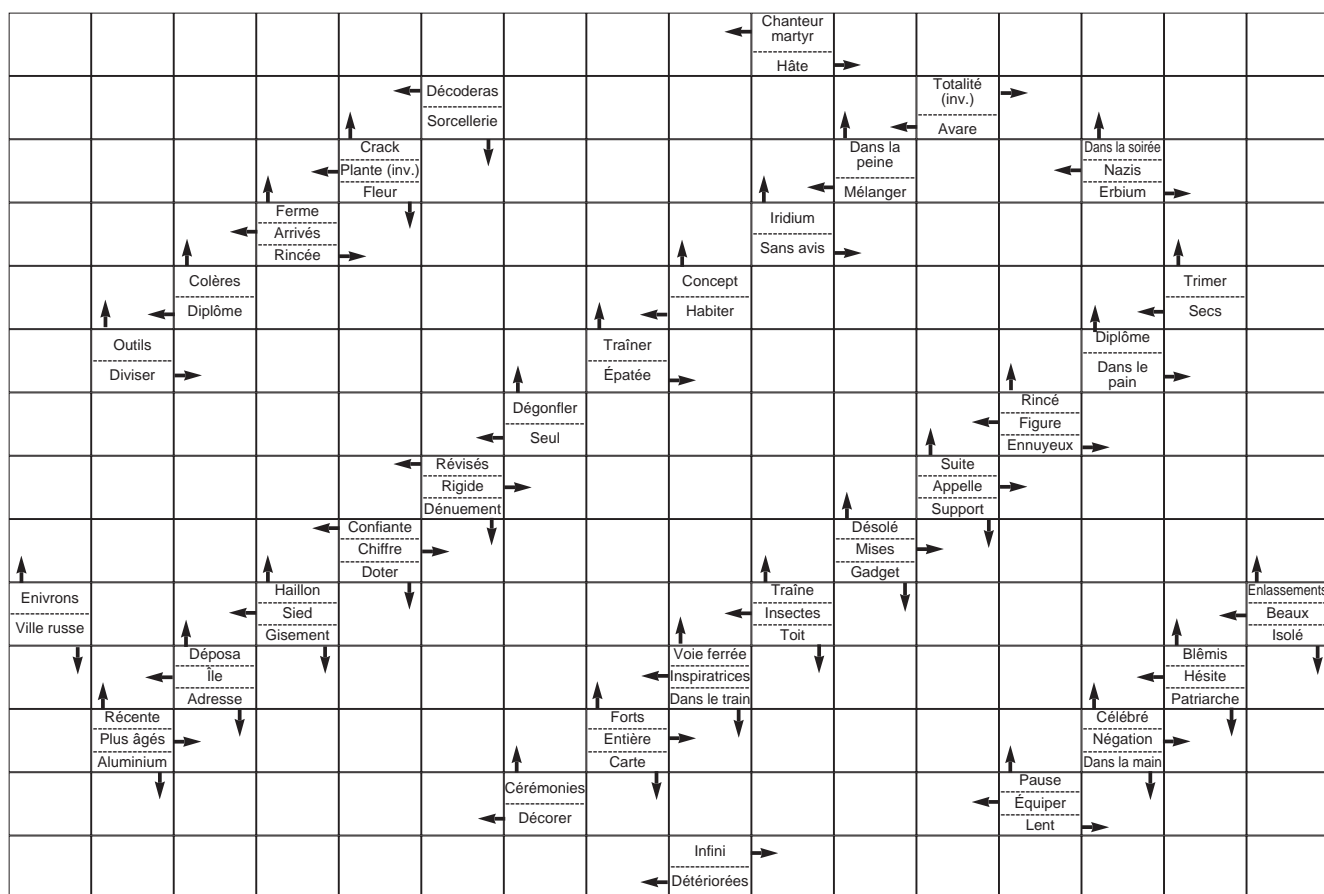 Chanteur
martyr
Hâte
Décoderas
Sorcellerie
Totalité
(inv.)
Avare
Crack
Plante (inv.)
Fleur
Dans la
peine
Mélanger
Dans la soirée
Nazis
Erbium
Ferme
Arrivés
Rincée
Iridium
Sans avis
Colères
Diplôme
Concept
Habiter
Trimer
Secs
Outils
Diviser
Traîner
Épatée
Diplôme
Dans le
pain
Dégonfler
Seul
Rincé
Figure
Ennuyeux
Révisés
Rigide
Dénuement
Suite
Appelle
Support
Confiante
Chiffre
Doter
Désolé
Mises
Gadget
Enivrons
Ville russe
Haillon
Sied
Gisement
Traîne
Insectes
Toit
Enlassements
Beaux
Isolé
Déposa
Île
Adresse
Voie ferrée
Inspiratrices
Dans le train
Blêmis
Hésite
Patriarche
Récente
Plus âgés
Aluminium
Forts
Entière
Carte
Célébré
Négation
Dans la main
Cérémonies
Décorer
Pause
Équiper
Lent
Infini
Détériorées